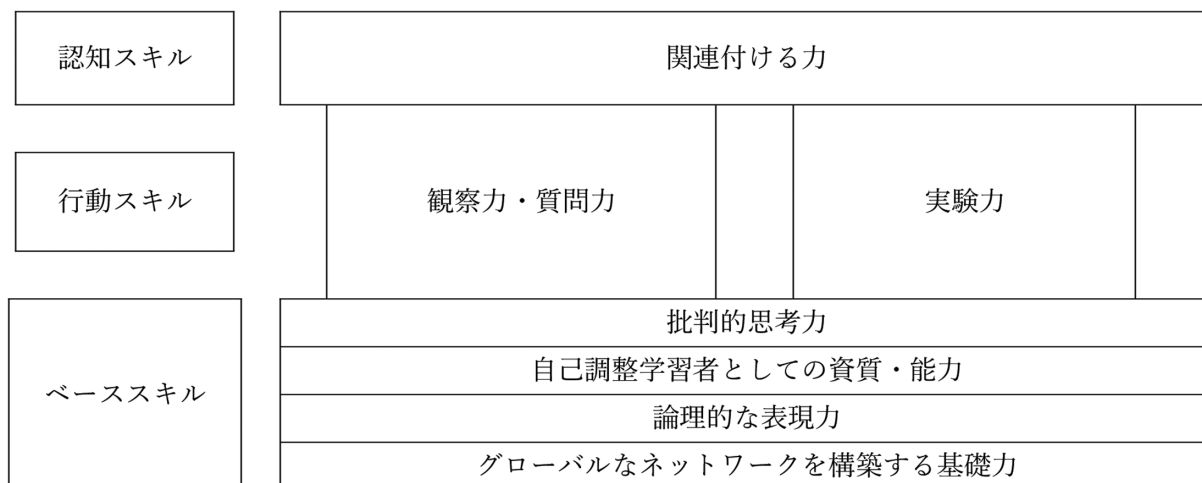 認知スキル
関連付ける力
行動スキル
観察力・質問力
実験力
ベーススキル
批判的思考力
自己調整学習者としての資質・能力
論理的な表現力
グローバルなネットワークを構築する基礎力